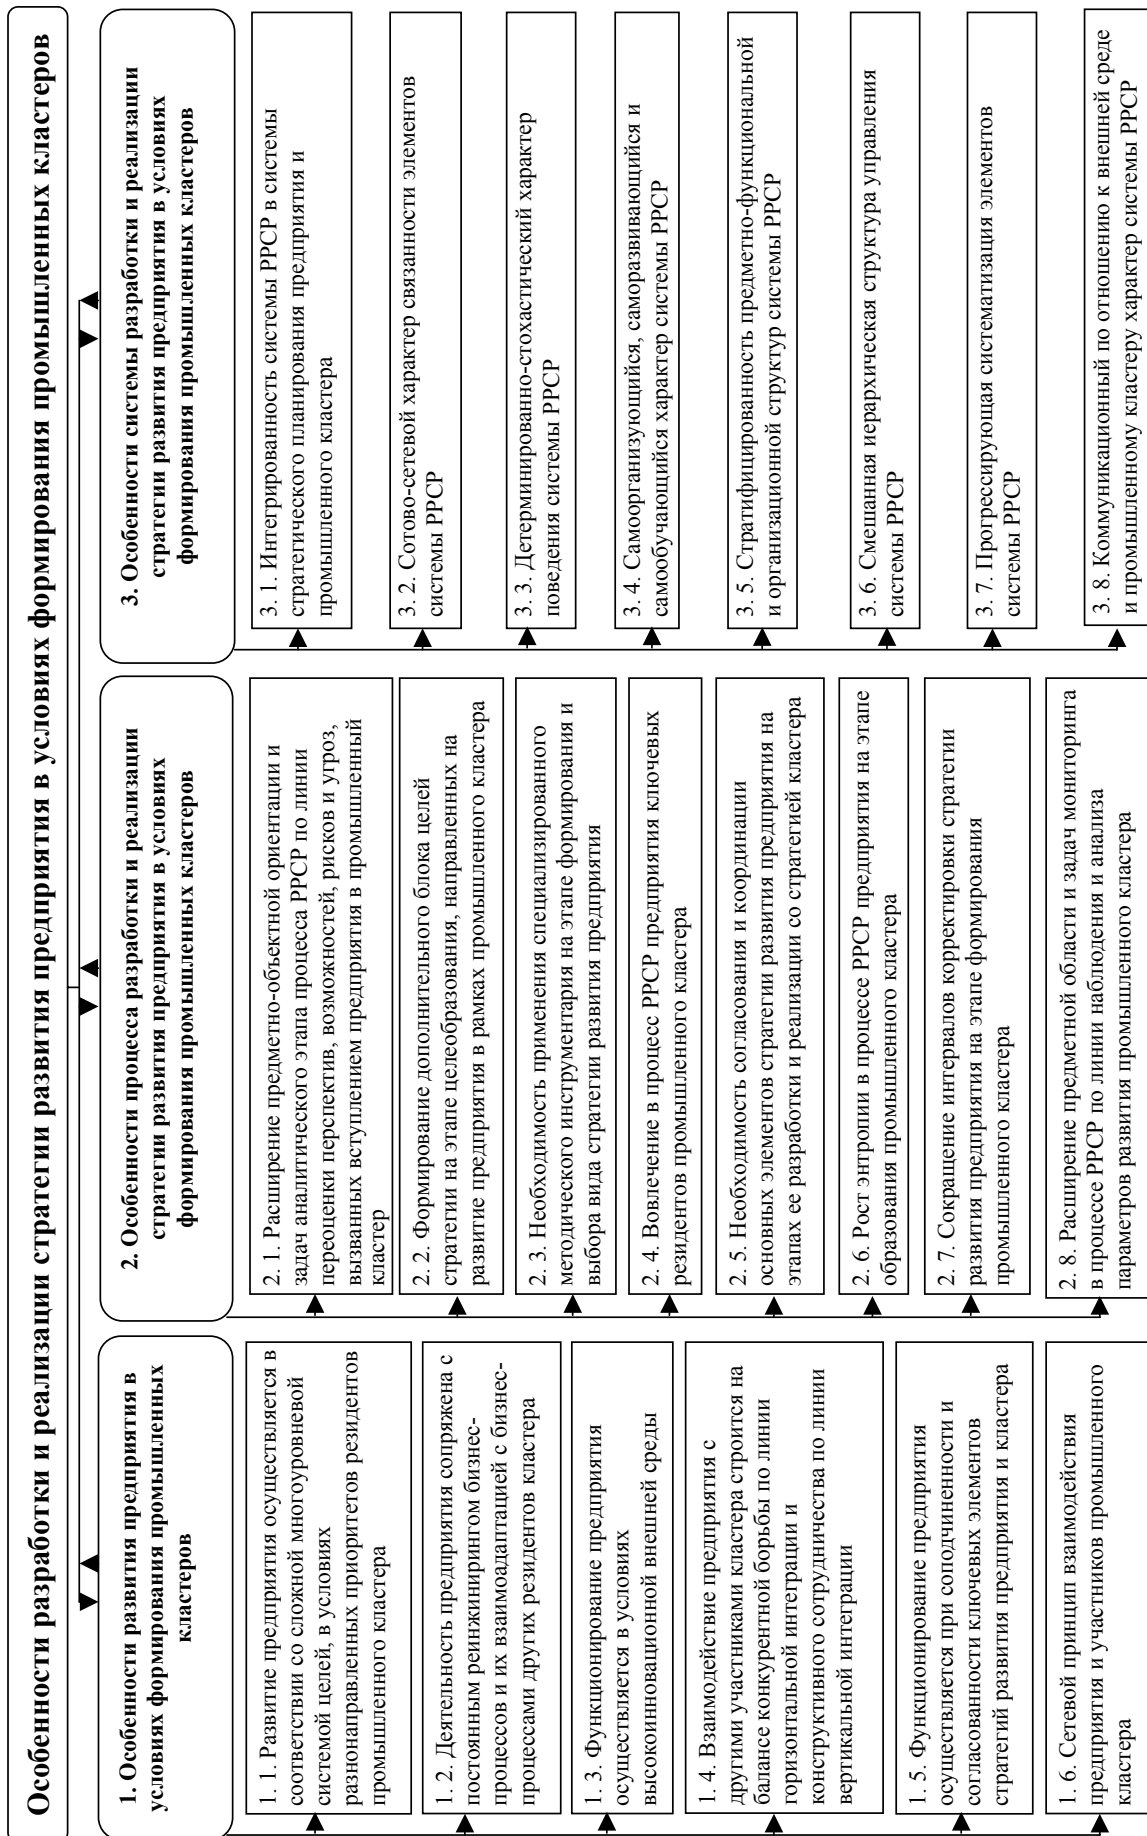 Особенности разработки и реализации стратегии развития предприятия в условиях формирования промышленных кластеров
1. Особенности развития предприятия в
условиях формирования промышленных
кластеров
1. 1. Развитие предприятия осуществляется в
соответствии со сложной многоуровневой
системой целей, в условиях
разнонаправленных приоритетов резидентов
промышленного кластера
1. 2. Деятельность предприятия сопряжена с
постоянным реинжинирингом бизнес-
процессов и их взаимоадаптацией с бизнес-
процессами других резидентов кластера
1. 3. Функционирование предприятия
осуществляется в условиях
высокоинновационной внешней среды
1. 4. Взаимодействие предприятия с
другими участниками кластера строится на
балансе конкурентной борьбы по линии
горизонтальной интеграции и
конструктивного сотрудничества по линии
вертикальной интеграции
1. 5. Функционирование предприятия
осуществляется при соподчиненности и
согласованности ключевых элементов
стратегий развития предприятия и кластера
1. 6. Сетевой принцип взаимодействия
предприятия и участников промышленного
кластера
2. Особенности процесса разработки и реализации
стратегии развития предприятия в условиях
формирования промышленных кластеров
2. 1. Расширение предметно-объектной ориентации и
задач аналитического этапа процесса РРСР по линии
переоценки перспектив, возможностей, рисков и угроз,
вызванных вступлением предприятия в промышленный
кластер
2. 2. Формирование дополнительного блока целей
стратегии на этапе целеобразования, направленных на
развитие предприятия в рамках промышленного кластера
2. 3. Необходимость применения специализированного
методического инструментария на этапе формирования и
выбора вида стратегии развития предприятия
2. 4. Вовлечение в процесс РРСР предприятия ключевых
резидентов промышленного кластера
2. 5. Необходимость согласования и координации
основных элементов стратегии развития предприятия на
этапах ее разработки и реализации со стратегией кластера
2. 6. Рост энтропии в процессе РРСР предприятия на этапе
образования промышленного кластера
2. 7. Сокращение интервалов корректировки стратегии
развития предприятия на этапе формирования
промышленного кластера
2. 8. Расширение предметной области и задач мониторинга
в процессе РРСР по линии наблюдения и анализа
параметров развития промышленного кластера
3. Особенности системы разработки и реализации
стратегии развития предприятия в условиях
формирования промышленных кластеров
3. 1. Интегрированность системы РРСР в системы
стратегического планирования предприятия и
промышленного кластера
3. 2. Сотово-сетевой характер связанности элементов
системы РРСР
3. 3. Детерминированно-стохастический характер
поведения системы РРСР
3. 4. Самоорганизующийся, саморазвивающийся и
самообучающийся характер системы РРСР
3. 5. Стратифицированность предметно-функциональной
и организационной структур системы РРСР
3. 6. Смешанная иерархическая структура управления
системы РРСР
3. 7. Прогрессирующая систематизация элементов
системы РРСР
3. 8. Коммуникационный по отношению к внешней среде
и промышленному кластеру характер системы РРСР